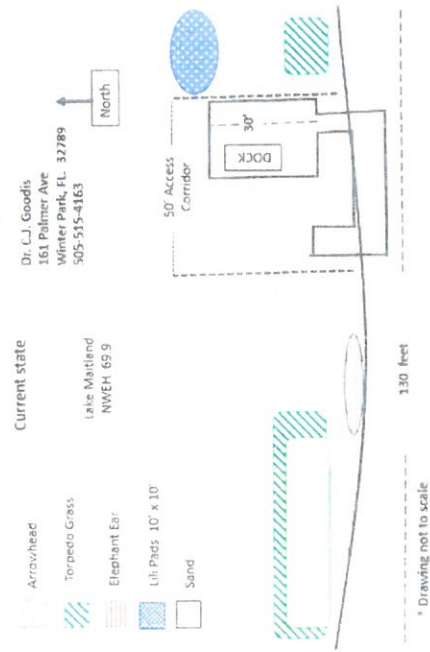 Current state
Dr. C.J. Goodis
161 Palmer Ave
Winter Park, FL 32789
505-515-4163
North
Lake Maitland
NWEH 69.9
Arrowhead
Torpedo Grass
Elephant Ear
Lili Pads 10' x 10'
Sand
50' Access
Corridor
DOCK
30'
130 feet
* Drawing not to scale